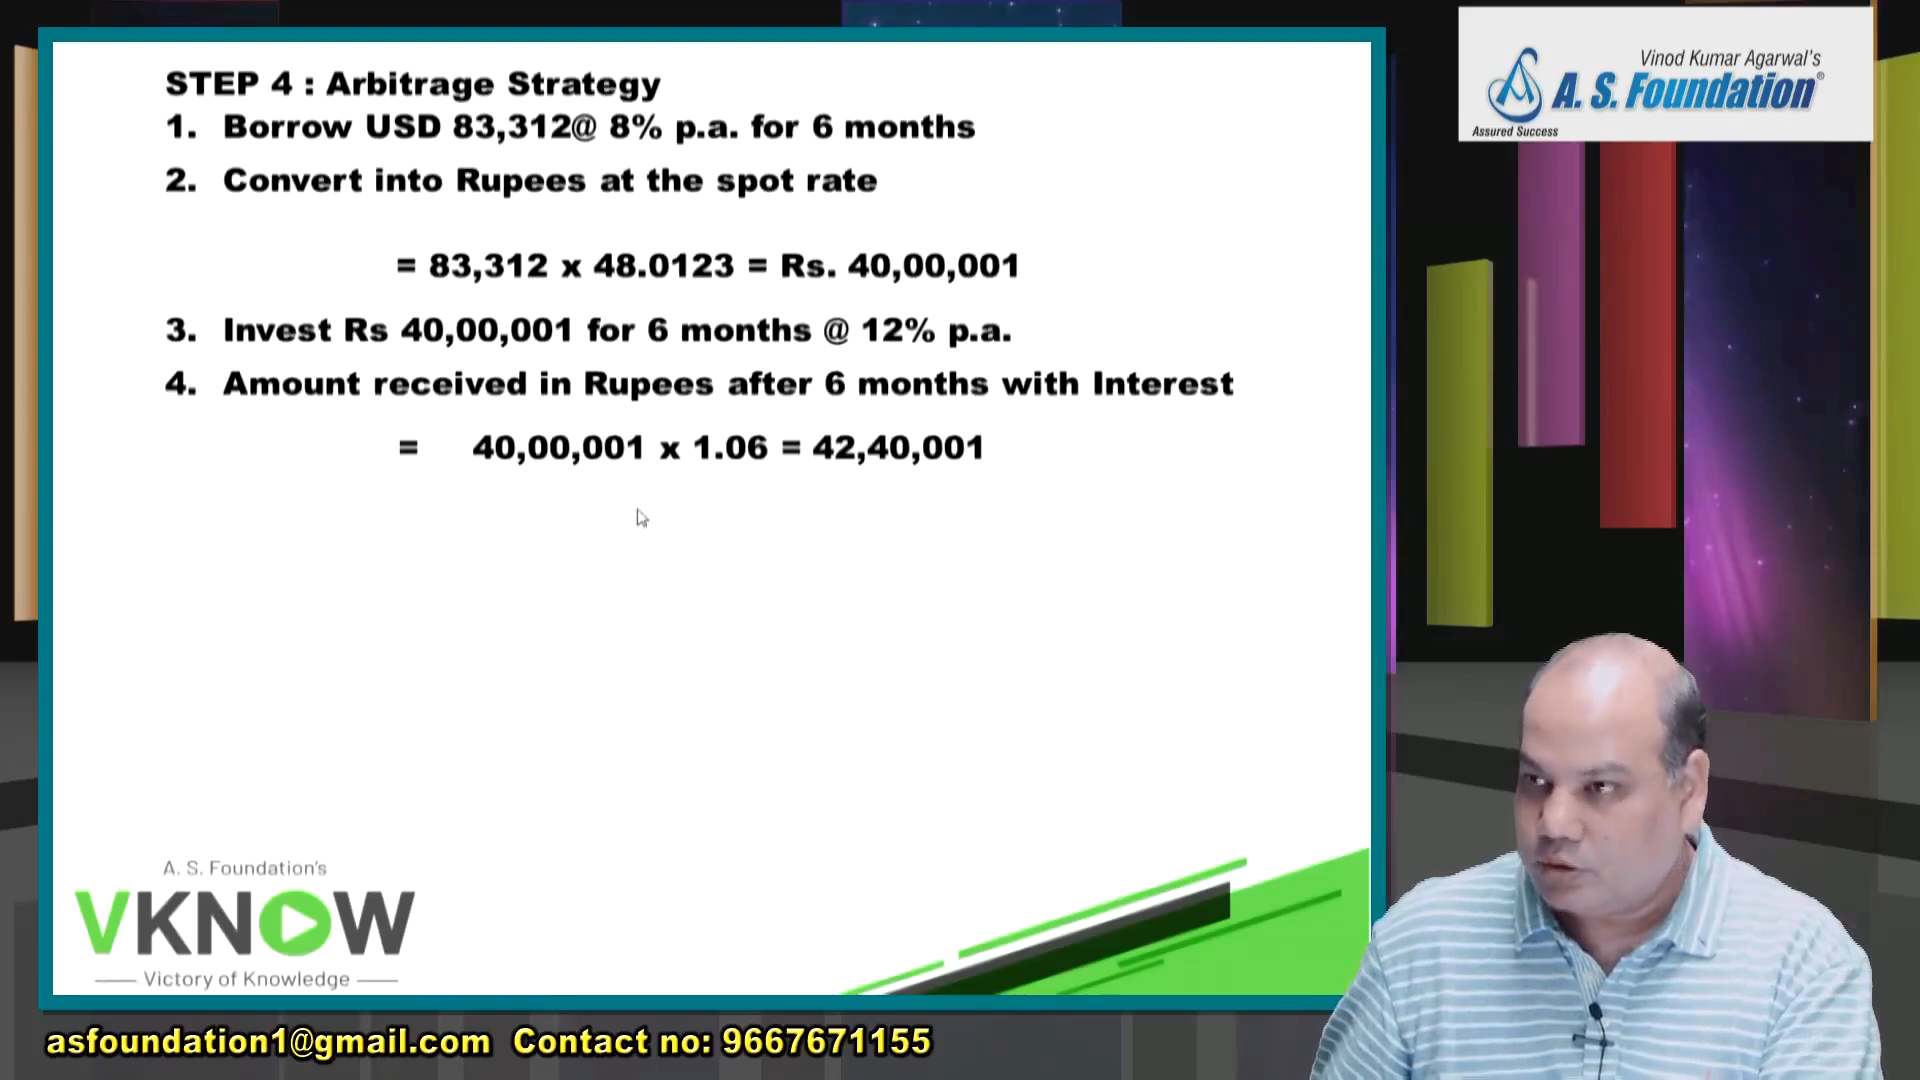 STEP 4 : Arbitrage Strategy
1. Borrow USD 83,312@ 8% p.a. for 6 months
2. Convert into Rupees at the spot rate
= 83,312 x 48.0123 = Rs. 40,00,001
3. Invest Rs 40,00,001 for 6 months @ 12% p.a.
4. Amount received in Rupees after 6 months with Interest
= 40,00,001 x 1.06 = 42,40,001
A. S. Foundation's
VKNOW
Victory of Knowledge
Vinod Kumar Agarwal's
A. S. Foundation®
Assured Success
asfoundation1@gmail.com Contact no: 9667671155